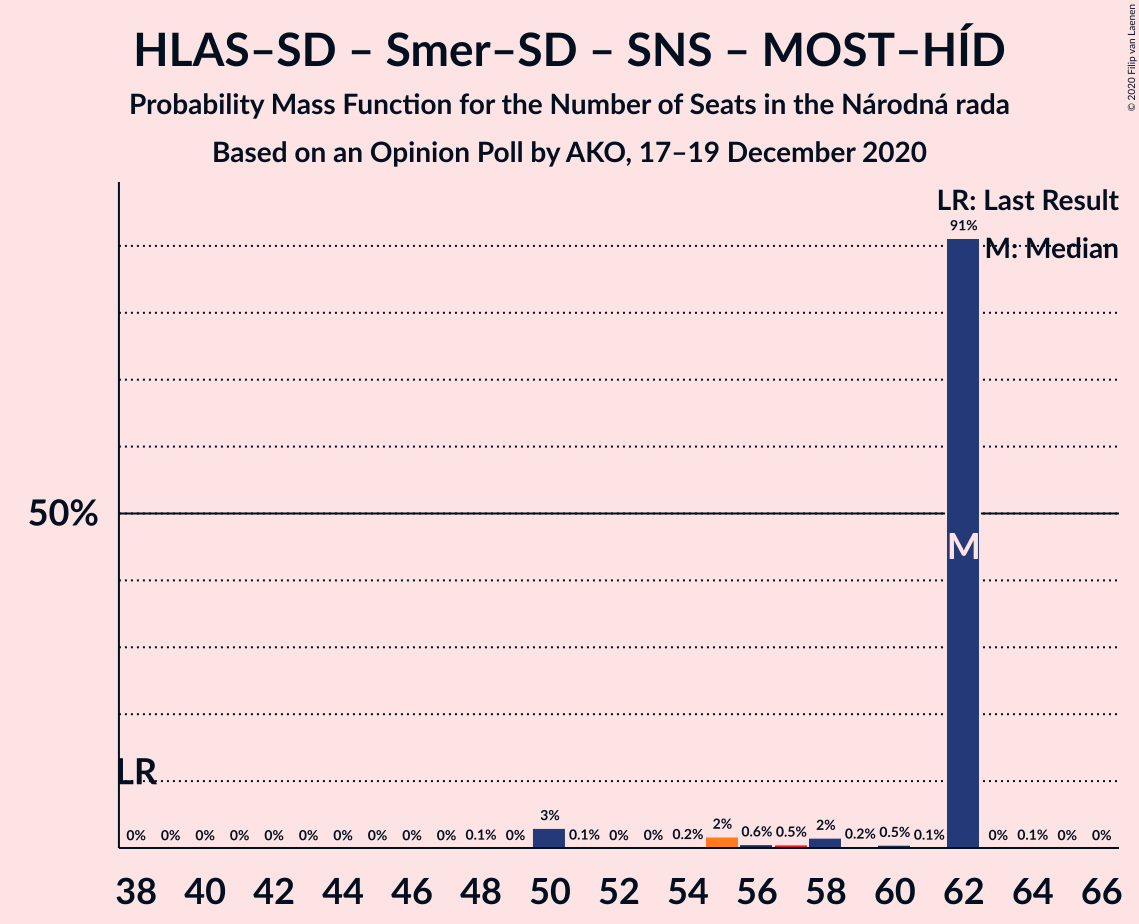 HLAS–SD – Smer–SD – SNS – MOST–HÍD
Probability Mass Function for the Number of Seats in the Národná rada
Based on an Opinion Poll by AKO, 17–19 December 2020
© 2020 Filip van Laenen
LR: Last Result
91%
M: Median
50%
M
LR
0% 0% 0% 0% 0% 0% 0% 0% 0% 0% 0.1% 0% 3% 0.1% 0% 0% 0.2% 2% 0.6% 0.5% 2% 0.2% 0.5% 0.1% 0% 0.1% 0% 0%
38 40 42 44 46 48 50 52 54 56 58 60 62 64 66